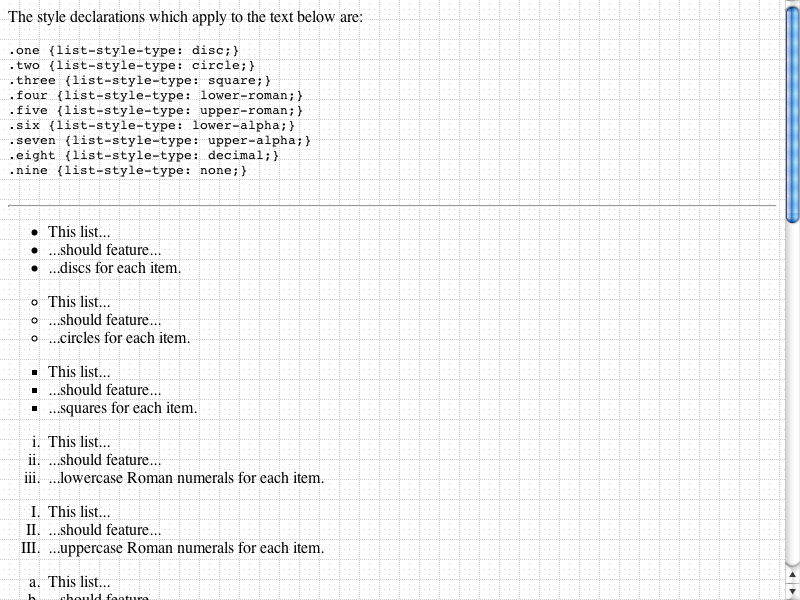 The style declarations which apply to the text below are:
.one {list-style-type: disc;}
.two {list-style-type: circle;}
.three {list-style-type: square;}
.four {list-style-type: lower-roman;}
.five {list-style-type: upper-roman;}
.six {list-style-type: lower-alpha;}
.seven {list-style-type: upper-alpha;}
.eight {list-style-type: decimal;}
.nine {list-style-type: none;}
• This list...
• ...should feature...
• ...discs for each item.
◦ This list...
◦ ...should feature...
◦ ...circles for each item.
▪ This list...
▪ ...should feature...
▪ ...squares for each item.
i. This list...
ii. ...should feature...
iii. ...lowercase Roman numerals for each item.
I. This list...
II. ...should feature...
III. ...uppercase Roman numerals for each item.
a. This list...
b. ...should feature...